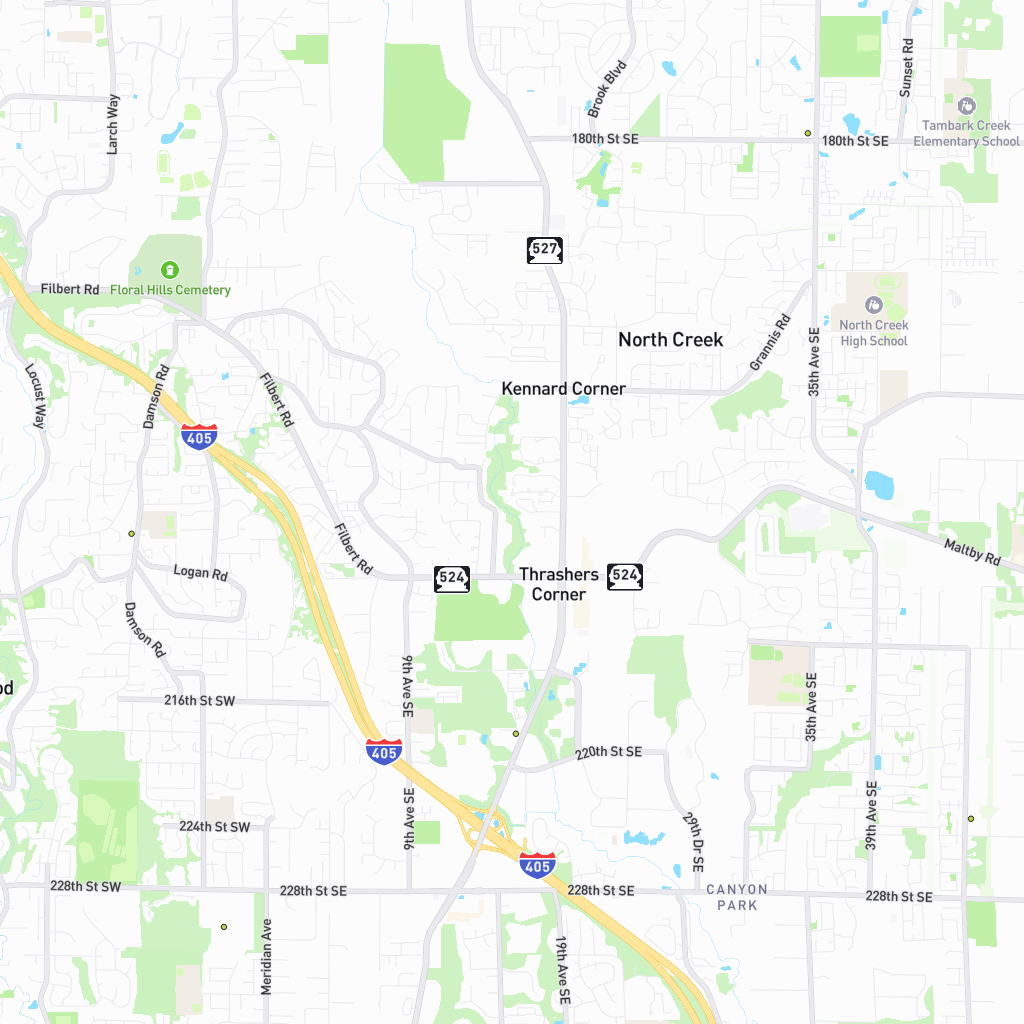 Sunset Rd
Brook Blvd
Larch Way
Tambark Creek
Elementary School
180th St SE
180th St SE
527
Filbert Rd
Floral Hills Cemetery
North Creek
High School
North Creek
Grannis Rd
35th Ave SE
Kennard Corner
Locust Way
Damson Rd
Filbert Rd
405
Filbert Rd
Maltby Rd
Logan Rd
524
Thrashers
Corner
524
Damson Rd
9th Ave SE
od
216th St SW
35th Ave SE
405
220th St SE
9th Ave SE
39th Ave SE
224th St SW
29th Dr SE
405
228th St SW
228th St SE
228th St SE
CANYON
PARK
228th St SE
Meridian Ave
19th Ave SE